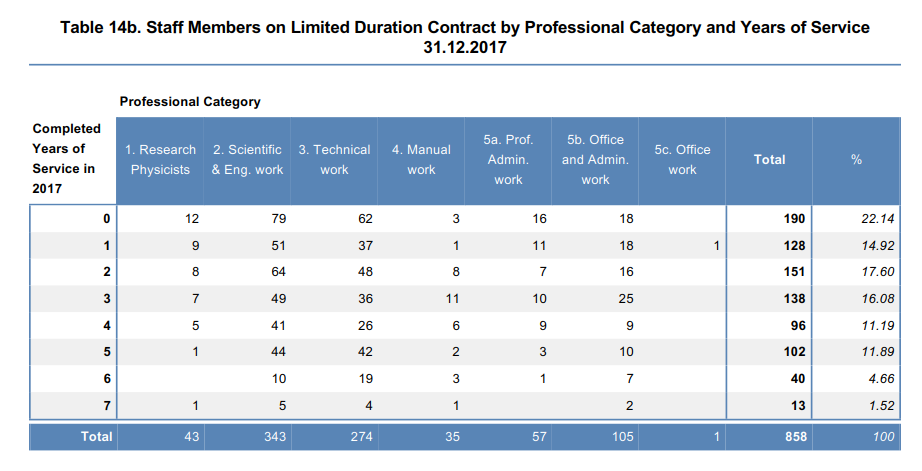 Table 14b. Staff Members on Limited Duration Contract by Professional Category and Years of Service
31.12.2017
Professional Category
Completed Years of Service in 2017 1. Research Physicists 2. Scientific & Eng. work 3. Technical work 4. Manual work 5a. Prof. Admin. work 5b. Office and Admin. work 5c. Office work Total %
0 12 79 62 3 16 18 190 22.14
1 9 51 37 1 11 18 1 128 14.92
2 8 64 48 8 7 16 151 17.60
3 7 49 36 11 10 25 138 16.08
4 5 41 26 6 9 9 96 11.19
5 1 44 42 2 3 10 102 11.89
6 10 19 3 1 7 40 4.66
7 1 5 4 1 2 13 1.52
Total 43 343 274 35 57 105 1 858 100